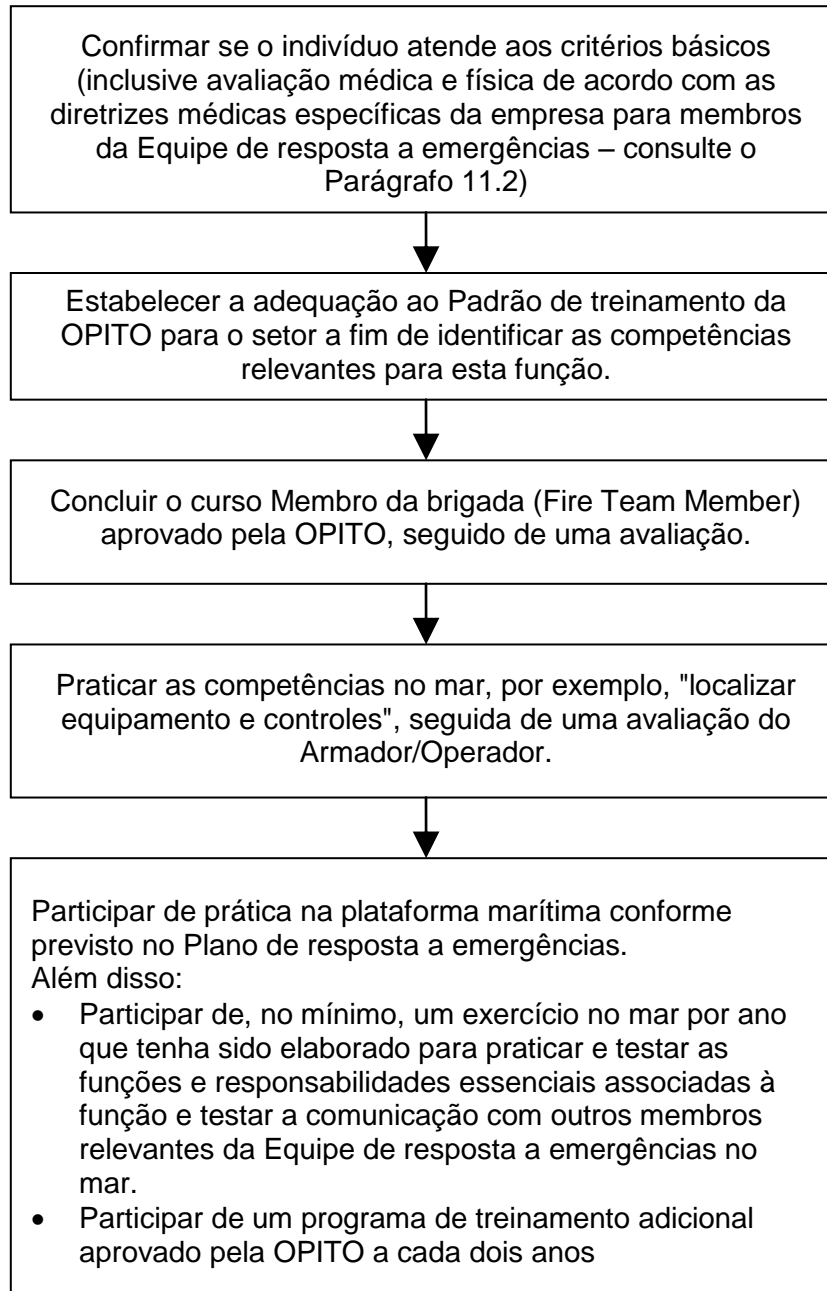 Confirmar se o indivíduo atende aos critérios básicos
(inclusive avaliação médica e física de acordo com as
diretrizes médicas específicas da empresa para membros
da Equipe de resposta a emergências – consulte o
Parágrafo 11.2)
Estabelecer a adequação ao Padrão de treinamento da
OPITO para o setor a fim de identificar as competências
relevantes para esta função.
Concluir o curso Membro da brigada (Fire Team Member)
aprovado pela OPITO, seguido de uma avaliação.
Praticar as competências no mar, por exemplo, "localizar
equipamento e controles", seguida de uma avaliação do
Armador/Operador.
Participar de prática na plataforma marítima conforme
previsto no Plano de resposta a emergências.
Além disso:
• Participar de, no mínimo, um exercício no mar por ano
que tenha sido elaborado para praticar e testar as
funções e responsabilidades essenciais associadas à
função e testar a comunicação com outros membros
relevantes da Equipe de resposta a emergências no
mar.
• Participar de um programa de treinamento adicional
aprovado pela OPITO a cada dois anos